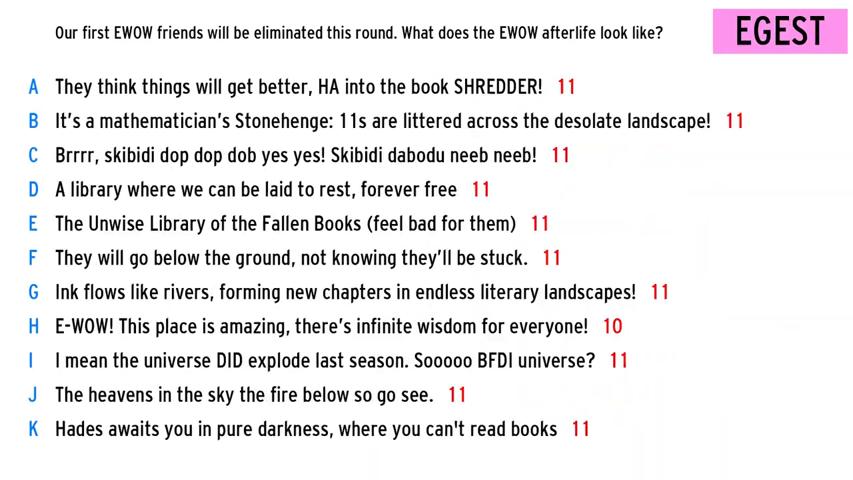 Our first EWOW friends will be eliminated this round. What does the EWOW afterlife look like?
EGEST
A They think things will get better, HA into the book SHREDDER! 11
B It's a mathematician's Stonehenge: 11s are littered across the desolate landscape! 11
C Brrrr, skibidi dop dop dob yes yes! Skibidi dabodu neeb neeb! 11
D A library where we can be laid to rest, forever free 11
E The Unwise Library of the Fallen Books (feel bad for them) 11
F They will go below the ground, not knowing they'll be stuck. 11
G Ink flows like rivers, forming new chapters in endless literary landscapes! 11
H E-WOW! This place is amazing, there's infinite wisdom for everyone! 10
I I mean the universe DID explode last season. Sooooo BFDI universe? 11
J The heavens in the sky the fire below so go see. 11
K Hades awaits you in pure darkness, where you can't read books 11